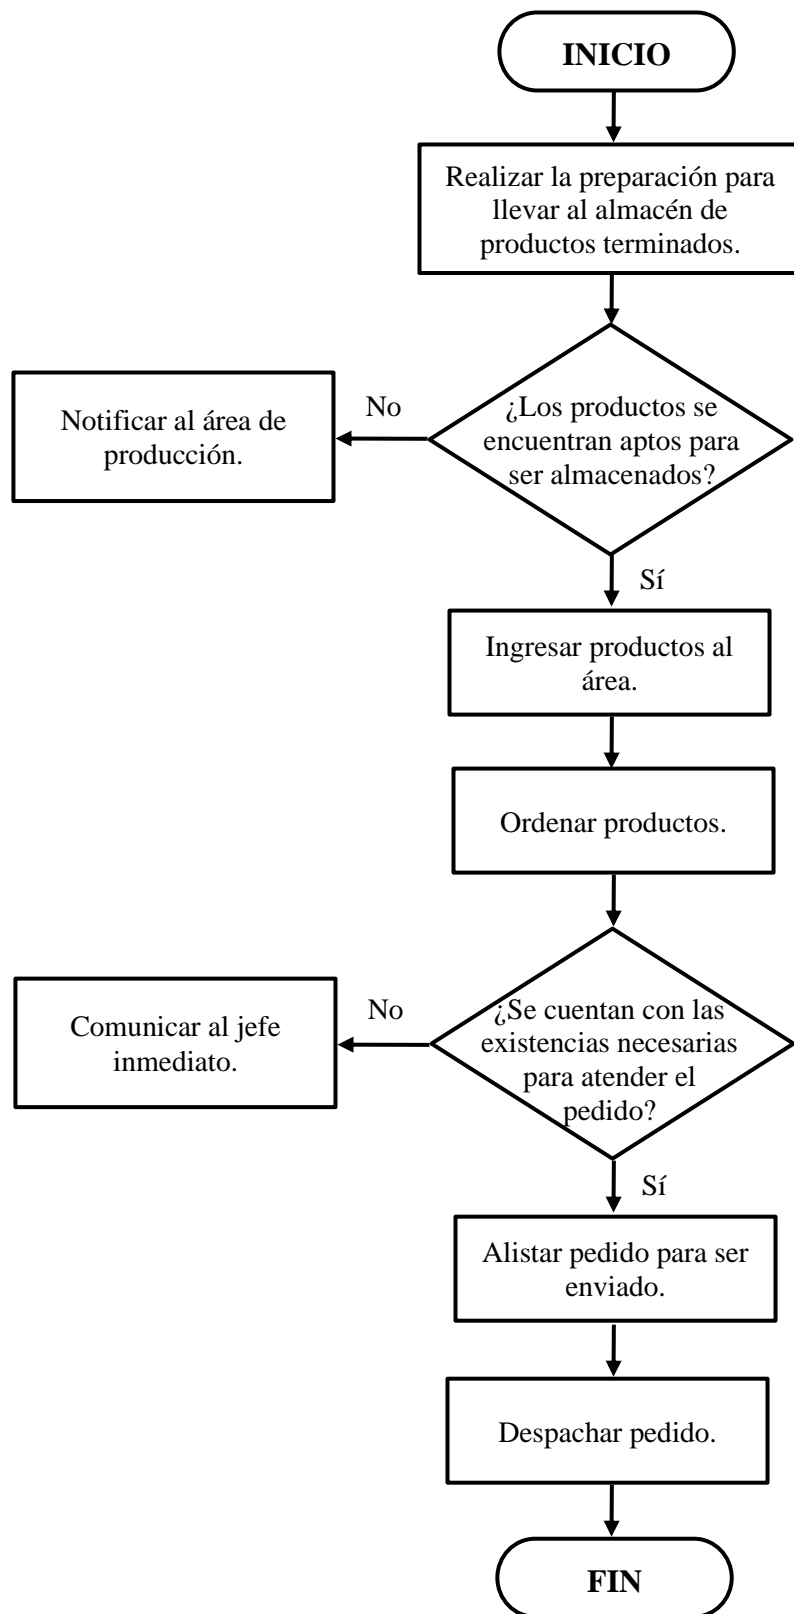 INICIO
Realizar la preparación para
llevar al almacén de
productos terminados.
No
¿Los productos se
encuentran aptos para
ser almacenados?
Notificar al área de
producción.
Sí
Ingresar productos al
área.
Ordenar productos.
No
¿Se cuentan con las
existencias necesarias
para atender el
pedido?
Comunicar al jefe
inmediato.
Sí
Alistar pedido para ser
enviado.
Despachar pedido.
FIN